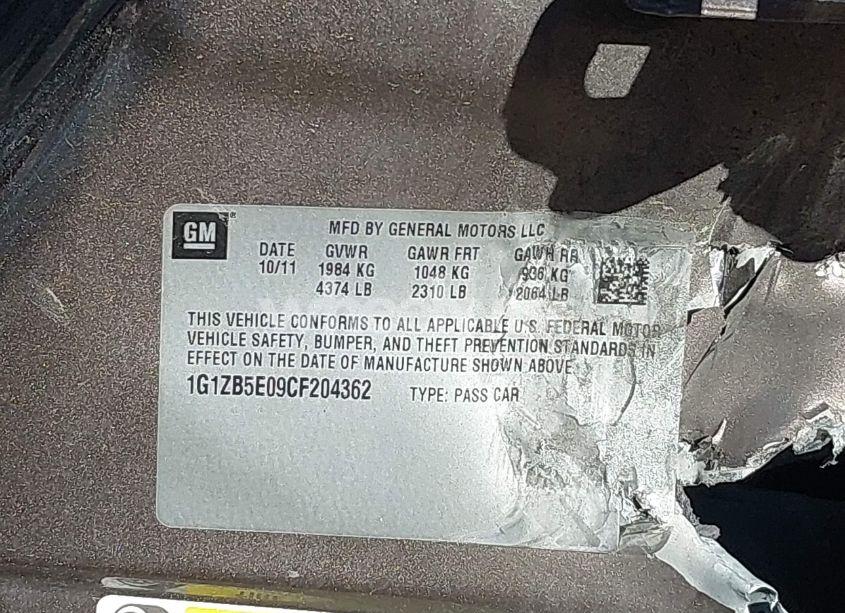 GM ®
MFD BY GENERAL MOTORS LLC
DATE GVWR GAWR FRT GAWR RR
10/11 1984 KG 1048 KG 936 KG
4374 LB 2310 LB 2064 LB
THIS VEHICLE CONFORMS TO ALL APPLICABLE U.S. FEDERAL MOTOR
VEHICLE SAFETY, BUMPER, AND THEFT PREVENTION STANDARDS IN
EFFECT ON THE DATE OF MANUFACTURE SHOWN ABOVE.
1G1ZB5E09CF204362 TYPE: PASS CAR